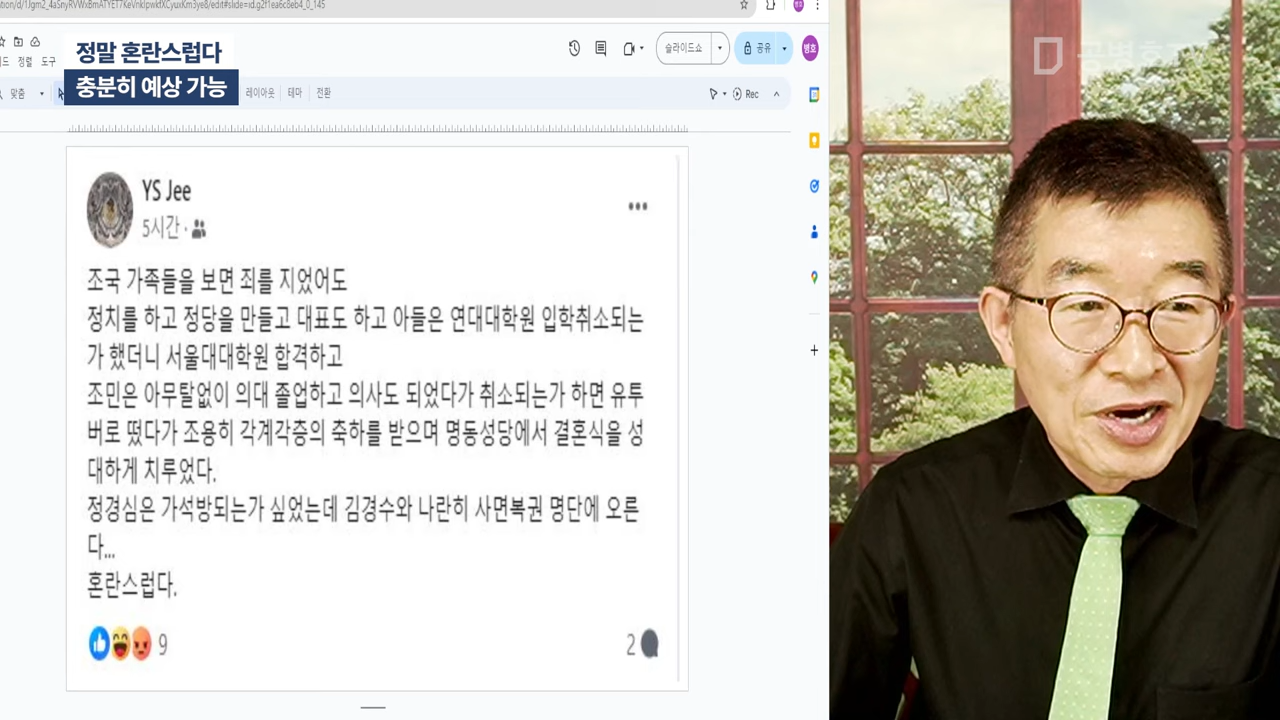 정말 혼란스럽다
충분히 예상 가능
정렬 도구
슬라이드쇼
공유
병호
맞춤
레이아웃 테마 전환
Rec
YS Jee
5시간
조국 가족들을 보면 죄를 지었어도
정치를 하고 정당을 만들고 대표도 하고 아들은 연대대학원 입학취소되는
가 했더니 서울대대학원 합격하고
조민은 아무탈없이 의대 졸업하고 의사도 되었다가 취소되는가 하면 유투
버로 떴다가 조용히 각계각층의 축하를 받으며 명동성당에서 결혼식을 성
대하게 치루었다.
정경심은 가석방되는가 싶었는데 김경수와 나란히 사면복권 명단에 오른
다...
혼란스럽다.
9
2